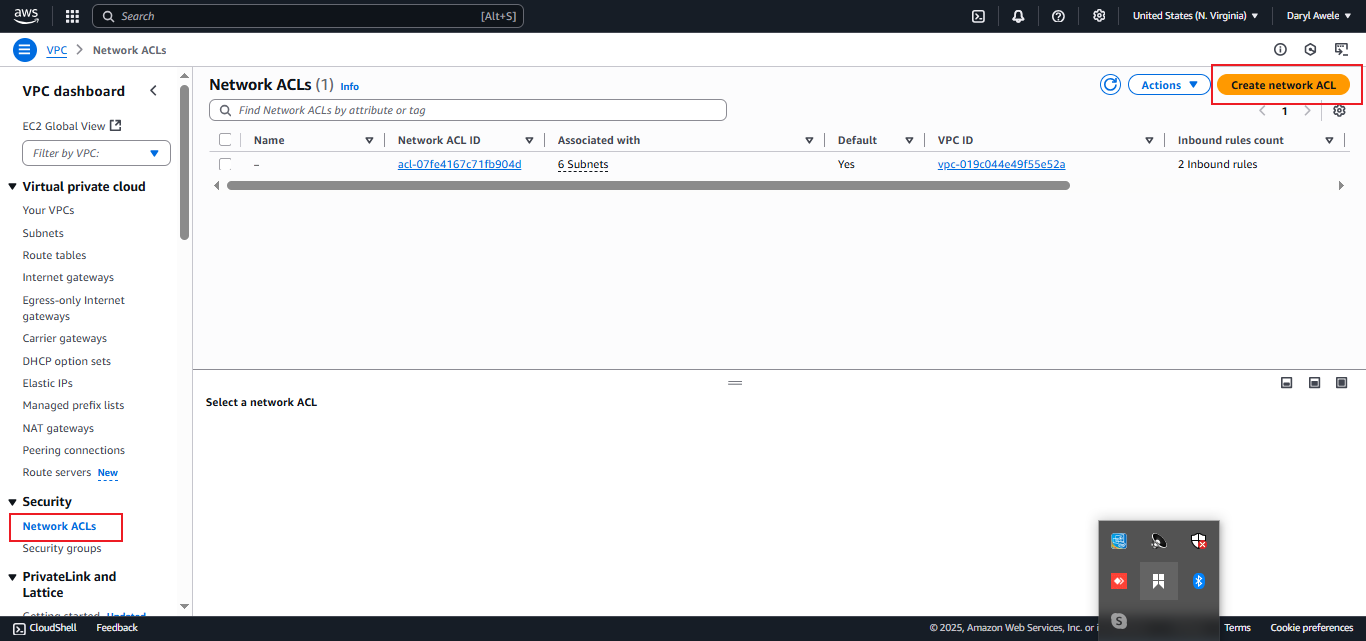 aws
Search [Alt+S]
United States (N. Virginia) Daryl Awele
VPC Network ACLs
VPC dashboard
EC2 Global View
Filter by VPC:
Virtual private cloud
Your VPCs
Subnets
Route tables
Internet gateways
Egress-only Internet
gateways
Carrier gateways
DHCP option sets
Elastic IPs
Managed prefix lists
NAT gateways
Peering connections
Route servers New
Security
Network ACLs
Security groups
PrivateLink and
Lattice
Getting started Updated
Network ACLs (1) Info
Actions
Create network ACL
Find Network ACLs by attribute or tag
1
Name Network ACL ID Associated with Default VPC ID Inbound rules count
– acl-07fe4167c71fb904d 6 Subnets Yes vpc-019c044e49f55e52a 2 Inbound rules
Select a network ACL
S
CloudShell Feedback © 2025, Amazon Web Services, Inc. or i Terms Cookie preferences